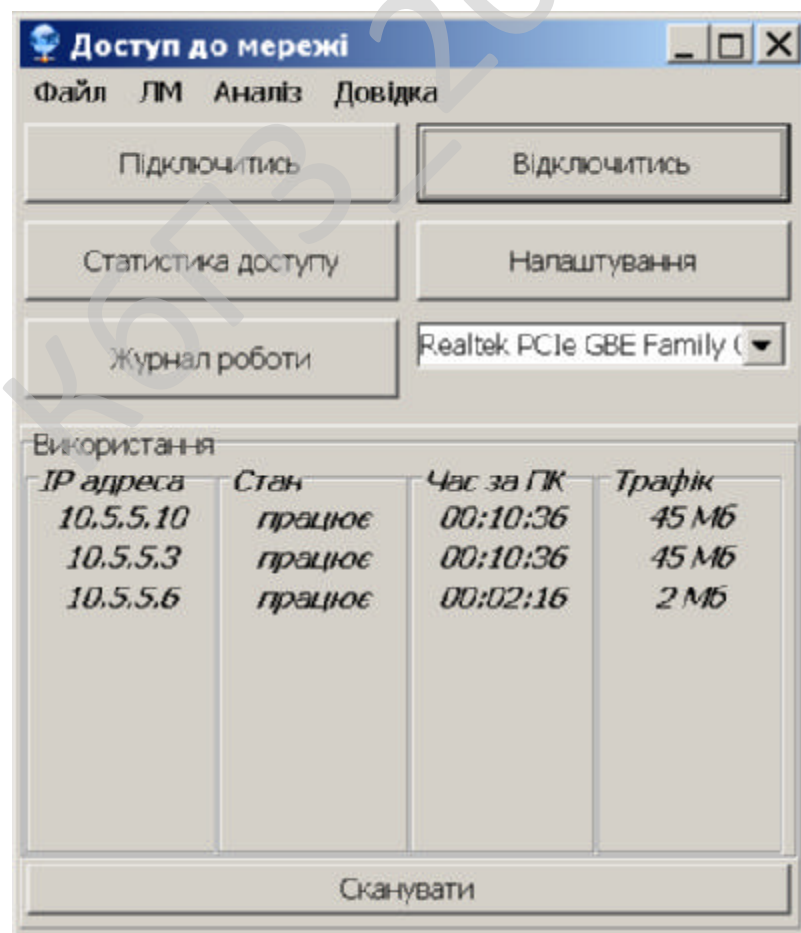 Доступ до мережі
Файл ЛМ Аналіз Довідка
Підключитись Відключитись
Статистика доступу Налаштування
Журнал роботи Realtek PCIe GBE Family
Використання
IP адреса Стан Час за ПК Трафік
10.5.5.10 працює 00:10:36 45 Мб
10.5.5.3 працює 00:10:36 45 Мб
10.5.5.6 працює 00:02:16 2 Мб
Сканувати